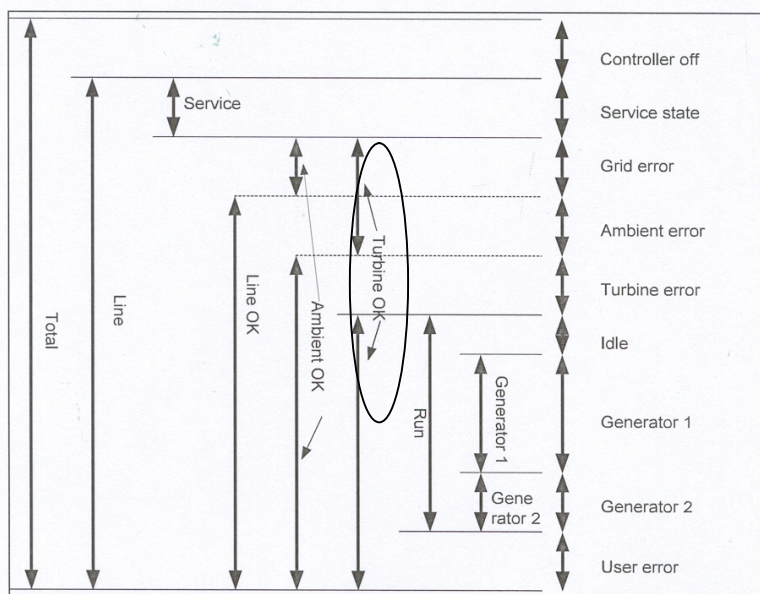 Controller off
Service
Service state
Grid error
Ambient error
Turbine OK
Turbine error
Line OK
Ambient OK
Line
Total
Idle
Run
Generator 1
Generator 1
Gene
rator 2
Generator 2
User error